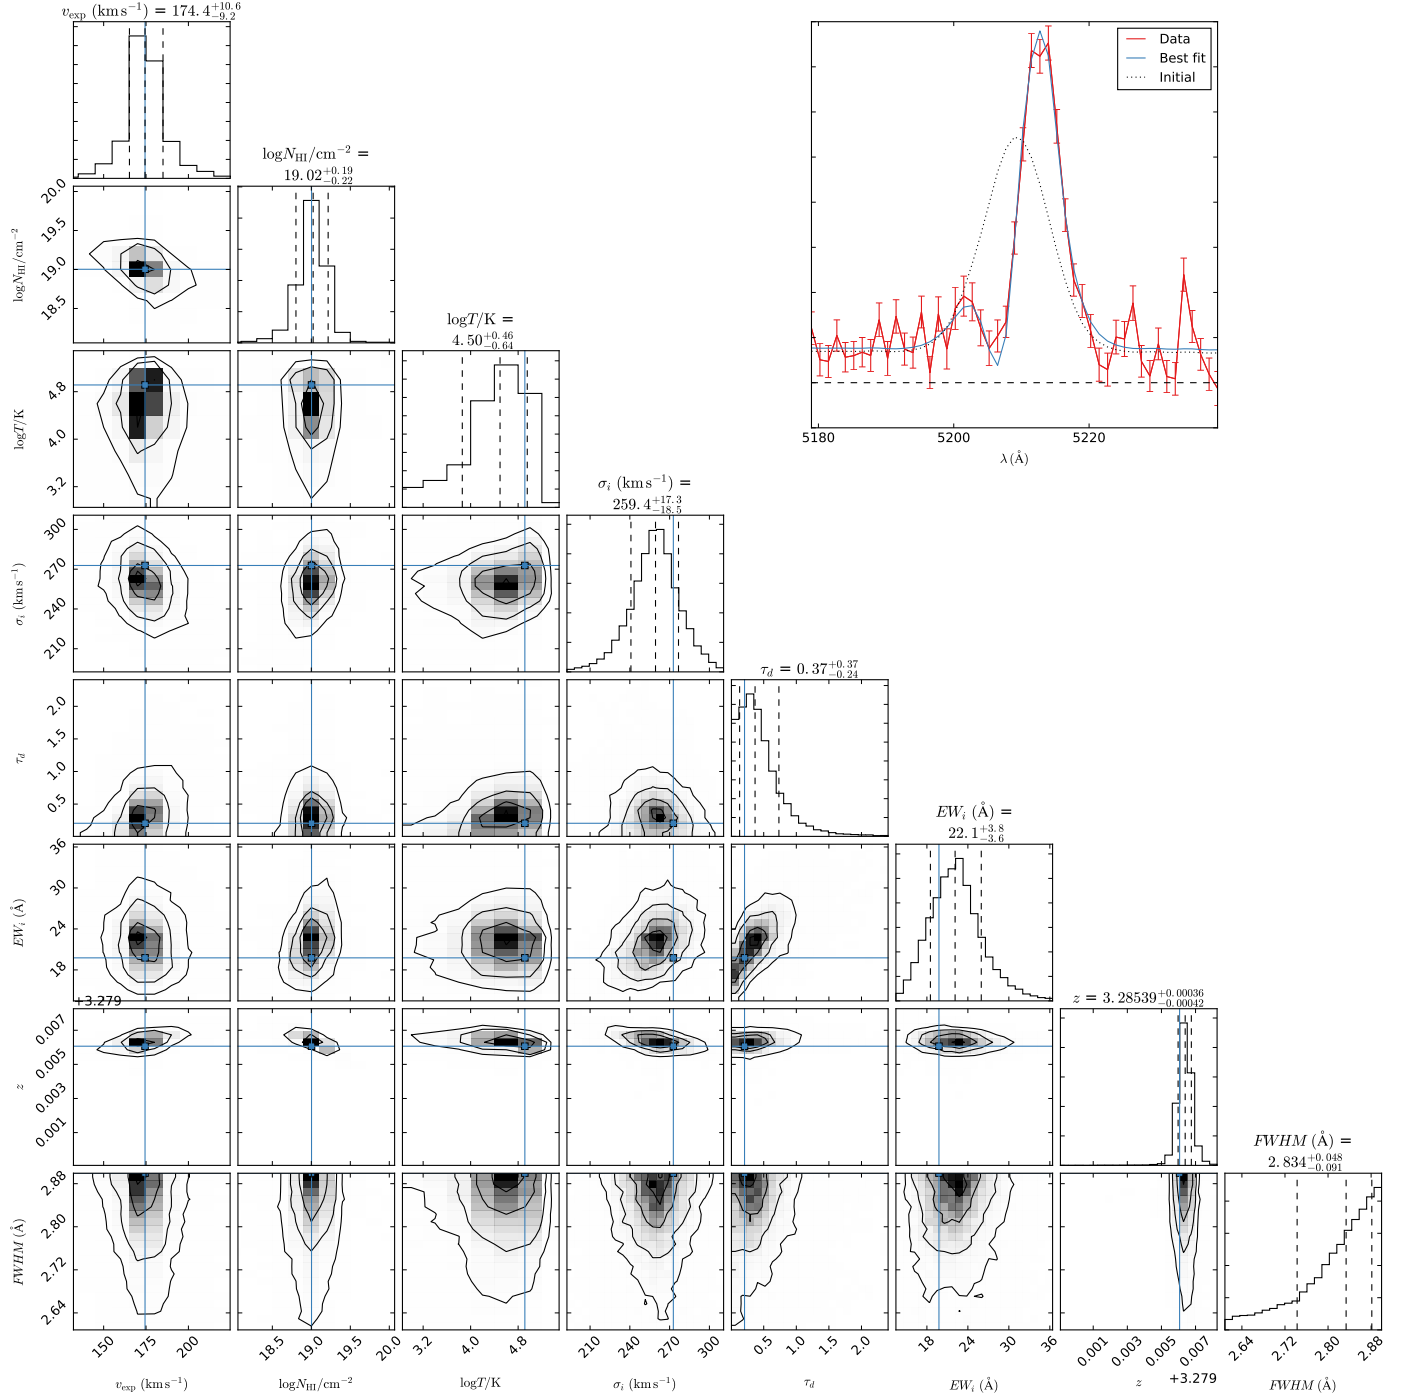 v_exp (km s⁻¹) = 174.4 +10.6 −9.2
Data
Best fit
Initial
5180 5200 5220
λ (Å)
log N_HI/cm⁻² =
19.02 +0.19 −0.22
20.0
19.5
19.0
18.5
log N_HI/cm⁻²
log T/K =
4.50 +0.46 −0.64
4.8
4.0
3.2
log T/K
σ_i (km s⁻¹) =
259.4 +17.3 −18.5
300
270
240
210
σ_i (km s⁻¹)
τ_d = 0.37 +0.37 −0.24
2.0
1.5
1.0
0.5
τ_d
EW_i (Å) =
22.1 +3.8 −3.6
36
30
24
18
EW_i (Å)
+3.279
z = 3.28539 +0.00036 −0.00042
0.007
0.005
0.003
0.001
z
FWHM (Å) =
2.834 +0.048 −0.091
2.88
2.80
2.72
2.64
FWHM (Å)
150 175 200 18.5 19.0 19.5 20.0 3.2 4.0 4.8 210 240 270 300 0.5 1.0 1.5 2.0 18 24 30 36 0.001 0.003 0.005 0.007 2.64 2.72 2.80 2.88
+3.279
v_exp (km s⁻¹) log N_HI/cm⁻² log T/K σ_i (km s⁻¹) τ_d EW_i (Å) z FWHM (Å)